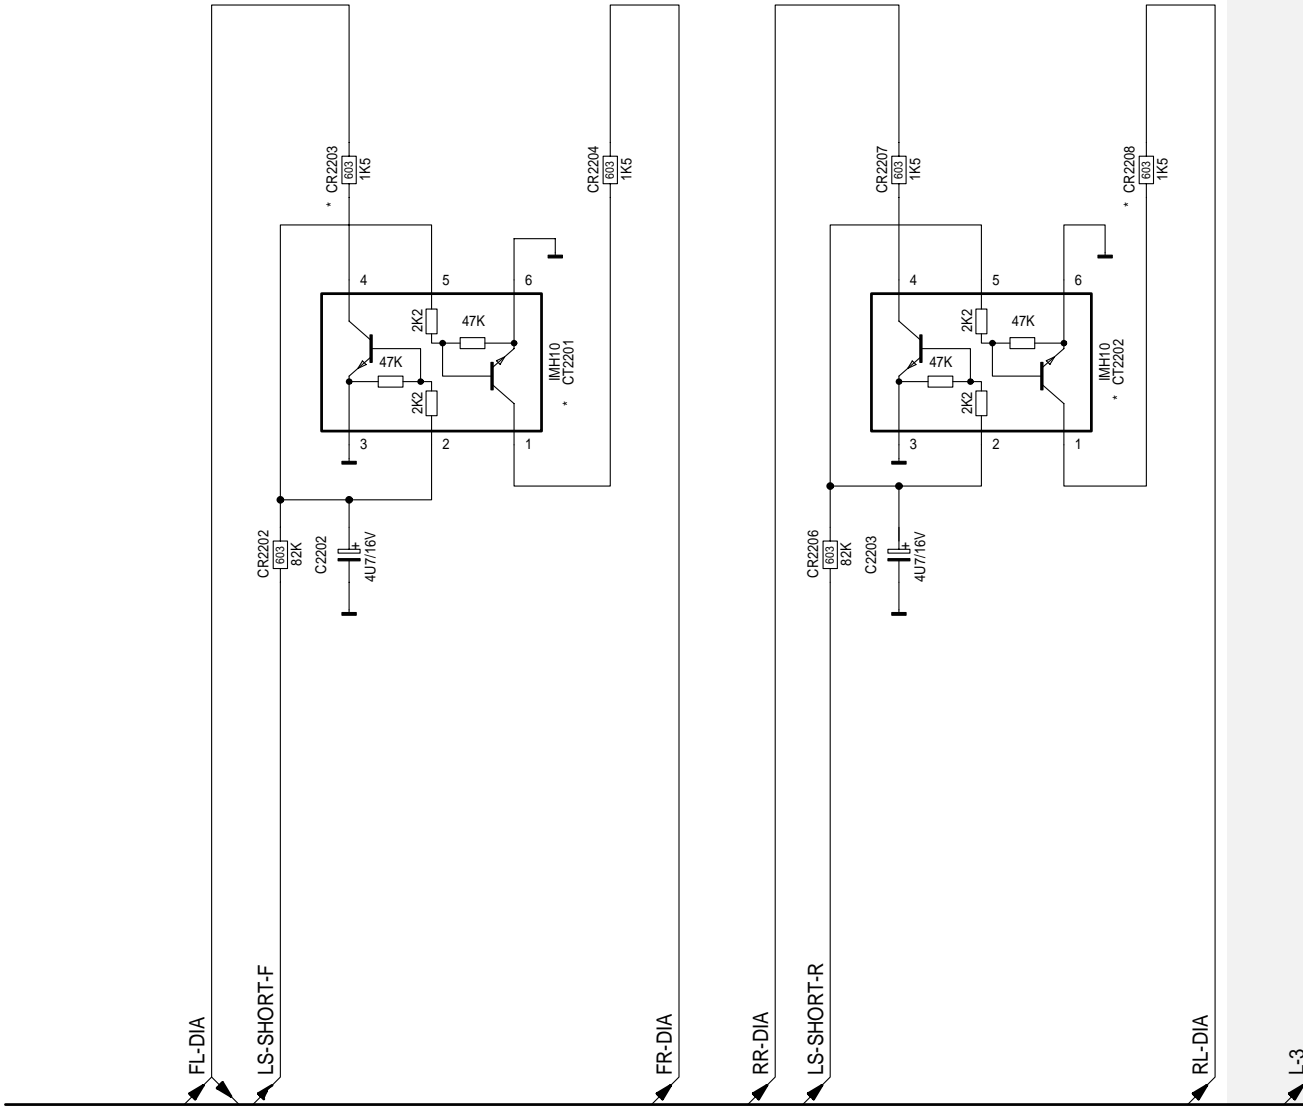 * CR2203
603
1K5
CR2204
603
1K5
CR2207
603
1K5
* CR2208
603
1K5
4
5
6
2K2
47K
47K
2K2
IMH10
* CT2201
3
2
1
4
5
6
2K2
47K
47K
2K2
IMH10
* CT2202
3
2
1
CR2202
603
82K
C2202
+
4U7/16V
CR2206
603
82K
C2203
+
4U7/16V
FL-DIA
LS-SHORT-F
FR-DIA
RR-DIA
LS-SHORT-R
RL-DIA
L-3